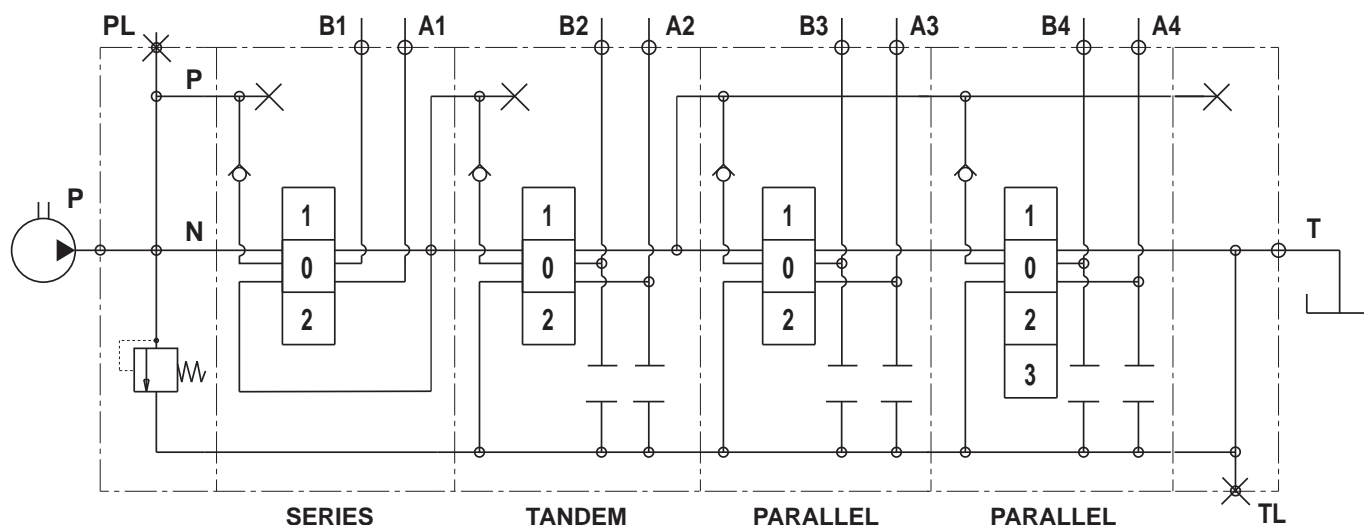 PL B1 A1 B2 A2 B3 A3 B4 A4
P
P
N T
1 1 1 1
0 0 0 0
2 2 2 2
3
SERIES TANDEM PARALLEL PARALLEL TL